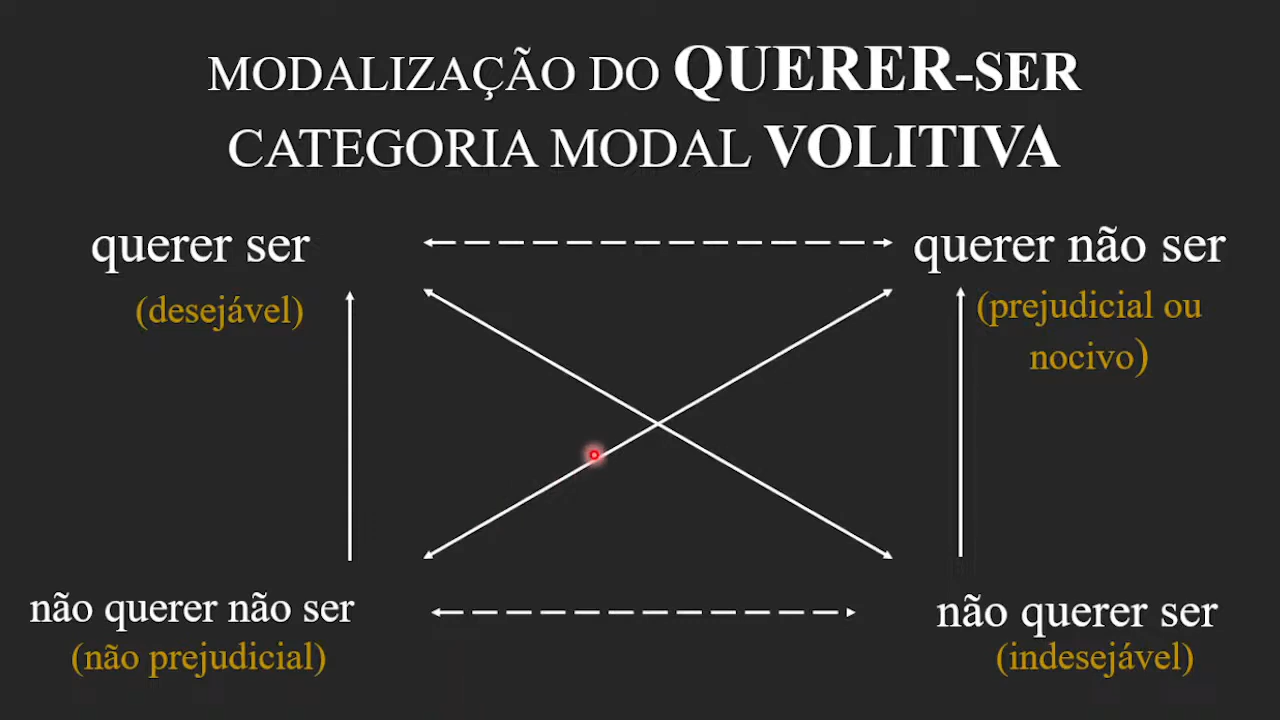 MODALIZAÇÃO DO QUERER-SER
CATEGORIA MODAL VOLITIVA
querer ser
(desejável)
querer não ser
(prejudicial ou
nocivo)
não querer não ser
(não prejudicial)
não querer ser
(indesejável)